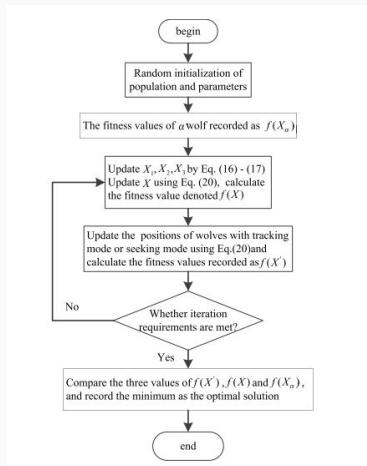 begin
Random initialization of
population and parameters
The fitness values of α wolf recorded as f(Xα)
Update X₁,X₂,X₃ by Eq. (16) - (17)
Update X using Eq. (20), calculate
the fitness value denoted f(X)
Update the positions of wolves with tracking
mode or seeking mode using Eq.(20)and
calculate the fitness values recorded as f(X')
No
Whether iteration
requirements are met?
Yes
Compare the three values of f(X'),f(X) and f(Xα),
and record the minimum as the optimal solution
end